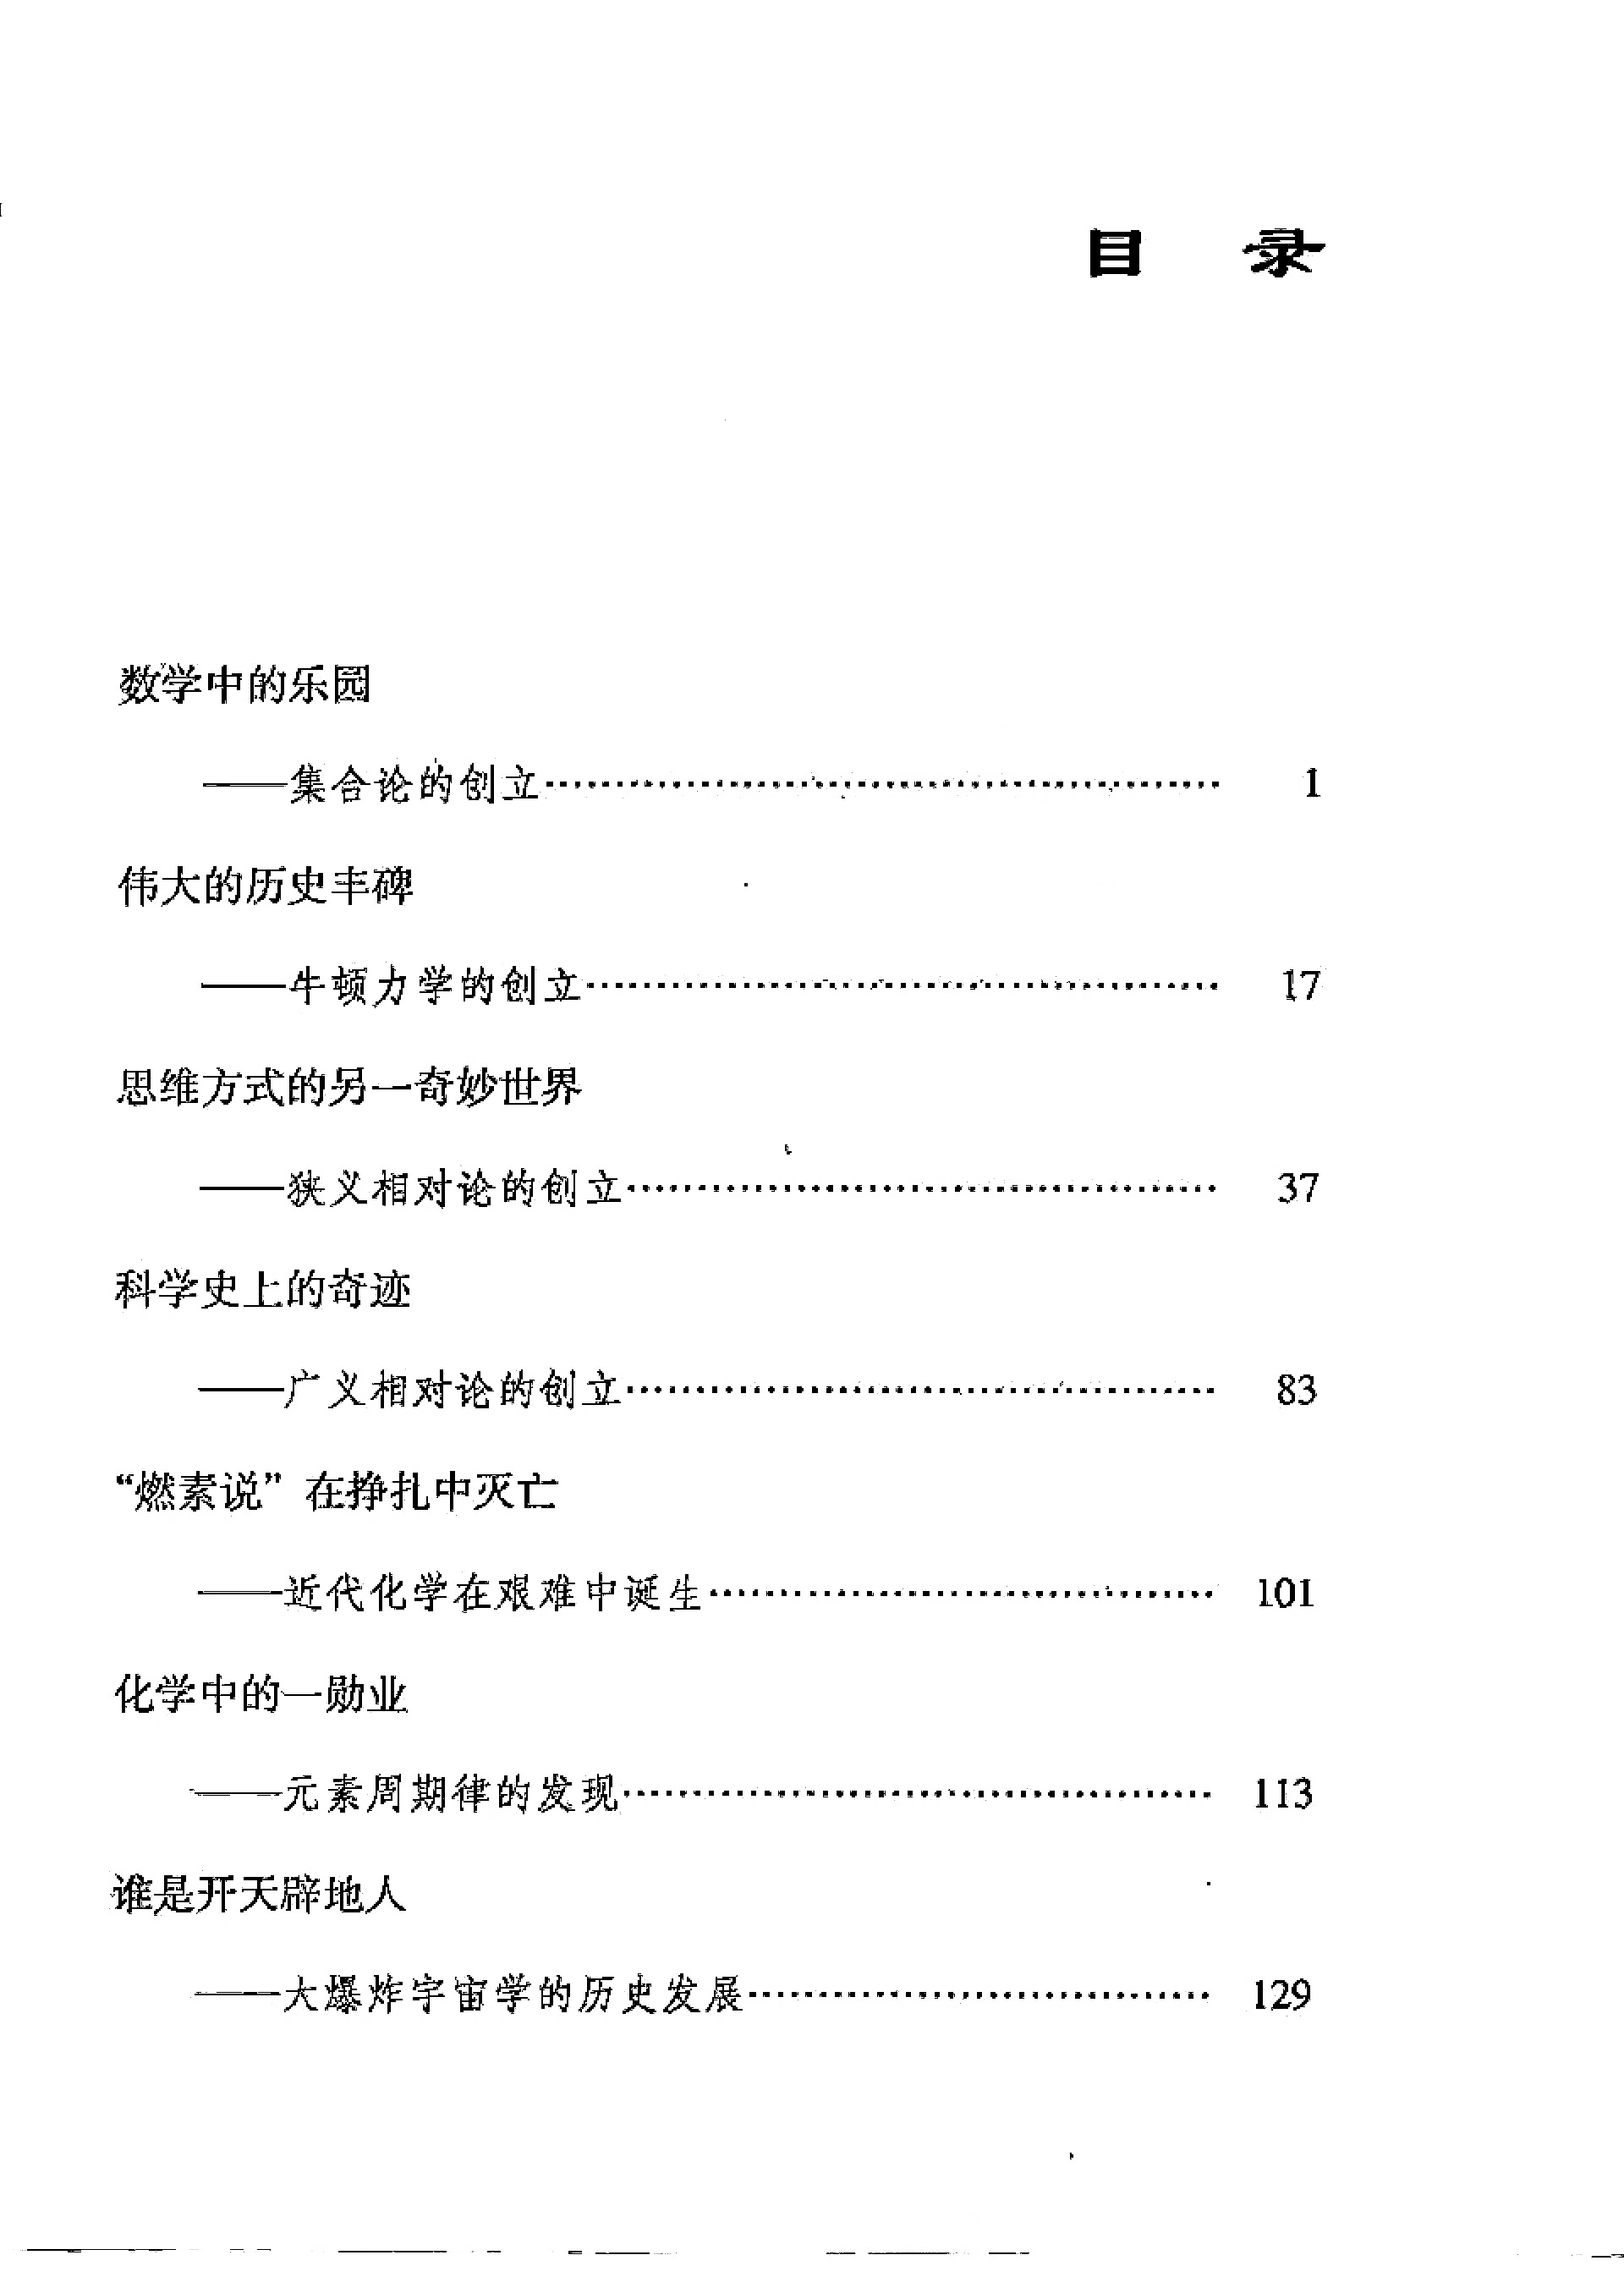 目 录
数学中的乐园
——集合论的创立………………………………………… 1
伟大的历史丰碑
——牛顿力学的创立……………………………………… 17
思维方式的另一奇妙世界
——狭义相对论的创立…………………………………… 37
科学史上的奇迹
——广义相对论的创立…………………………………… 83
“燃素说”在挣扎中灭亡
——近代化学在艰难中诞生……………………………… 101
化学中的一勋业
——元素周期律的发现…………………………………… 113
谁是开天辟地人
——大爆炸宇宙学的历史发展…………………………… 129